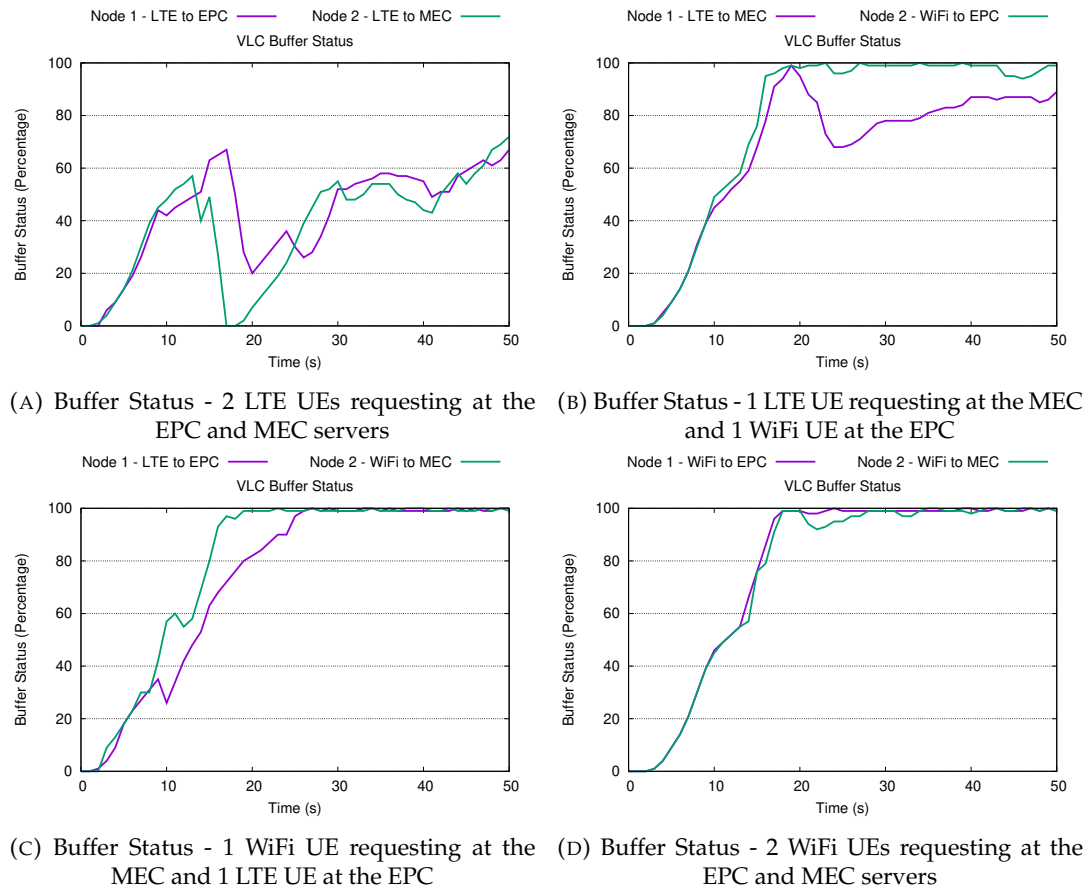 Node 1 - LTE to EPC Node 2 - LTE to MEC
VLC Buffer Status
100
80
60
40
20
0
Buffer Status (Percentage)
0 10 20 30 40 50
Time (s)
(A) Buffer Status - 2 LTE UEs requesting at the
EPC and MEC servers
Node 1 - LTE to MEC Node 2 - WiFi to EPC
VLC Buffer Status
100
80
60
40
20
0
Buffer Status (Percentage)
0 10 20 30 40 50
Time (s)
(B) Buffer Status - 1 LTE UE requesting at the MEC
and 1 WiFi UE at the EPC
Node 1 - LTE to EPC Node 2 - WiFi to MEC
VLC Buffer Status
100
80
60
40
20
0
Buffer Status (Percentage)
0 10 20 30 40 50
Time (s)
(C) Buffer Status - 1 WiFi UE requesting at the
MEC and 1 LTE UE at the EPC
Node 1 - WiFi to EPC Node 2 - WiFi to MEC
VLC Buffer Status
100
80
60
40
20
0
Buffer Status (Percentage)
0 10 20 30 40 50
Time (s)
(D) Buffer Status - 2 WiFi UEs requesting at the
EPC and MEC servers